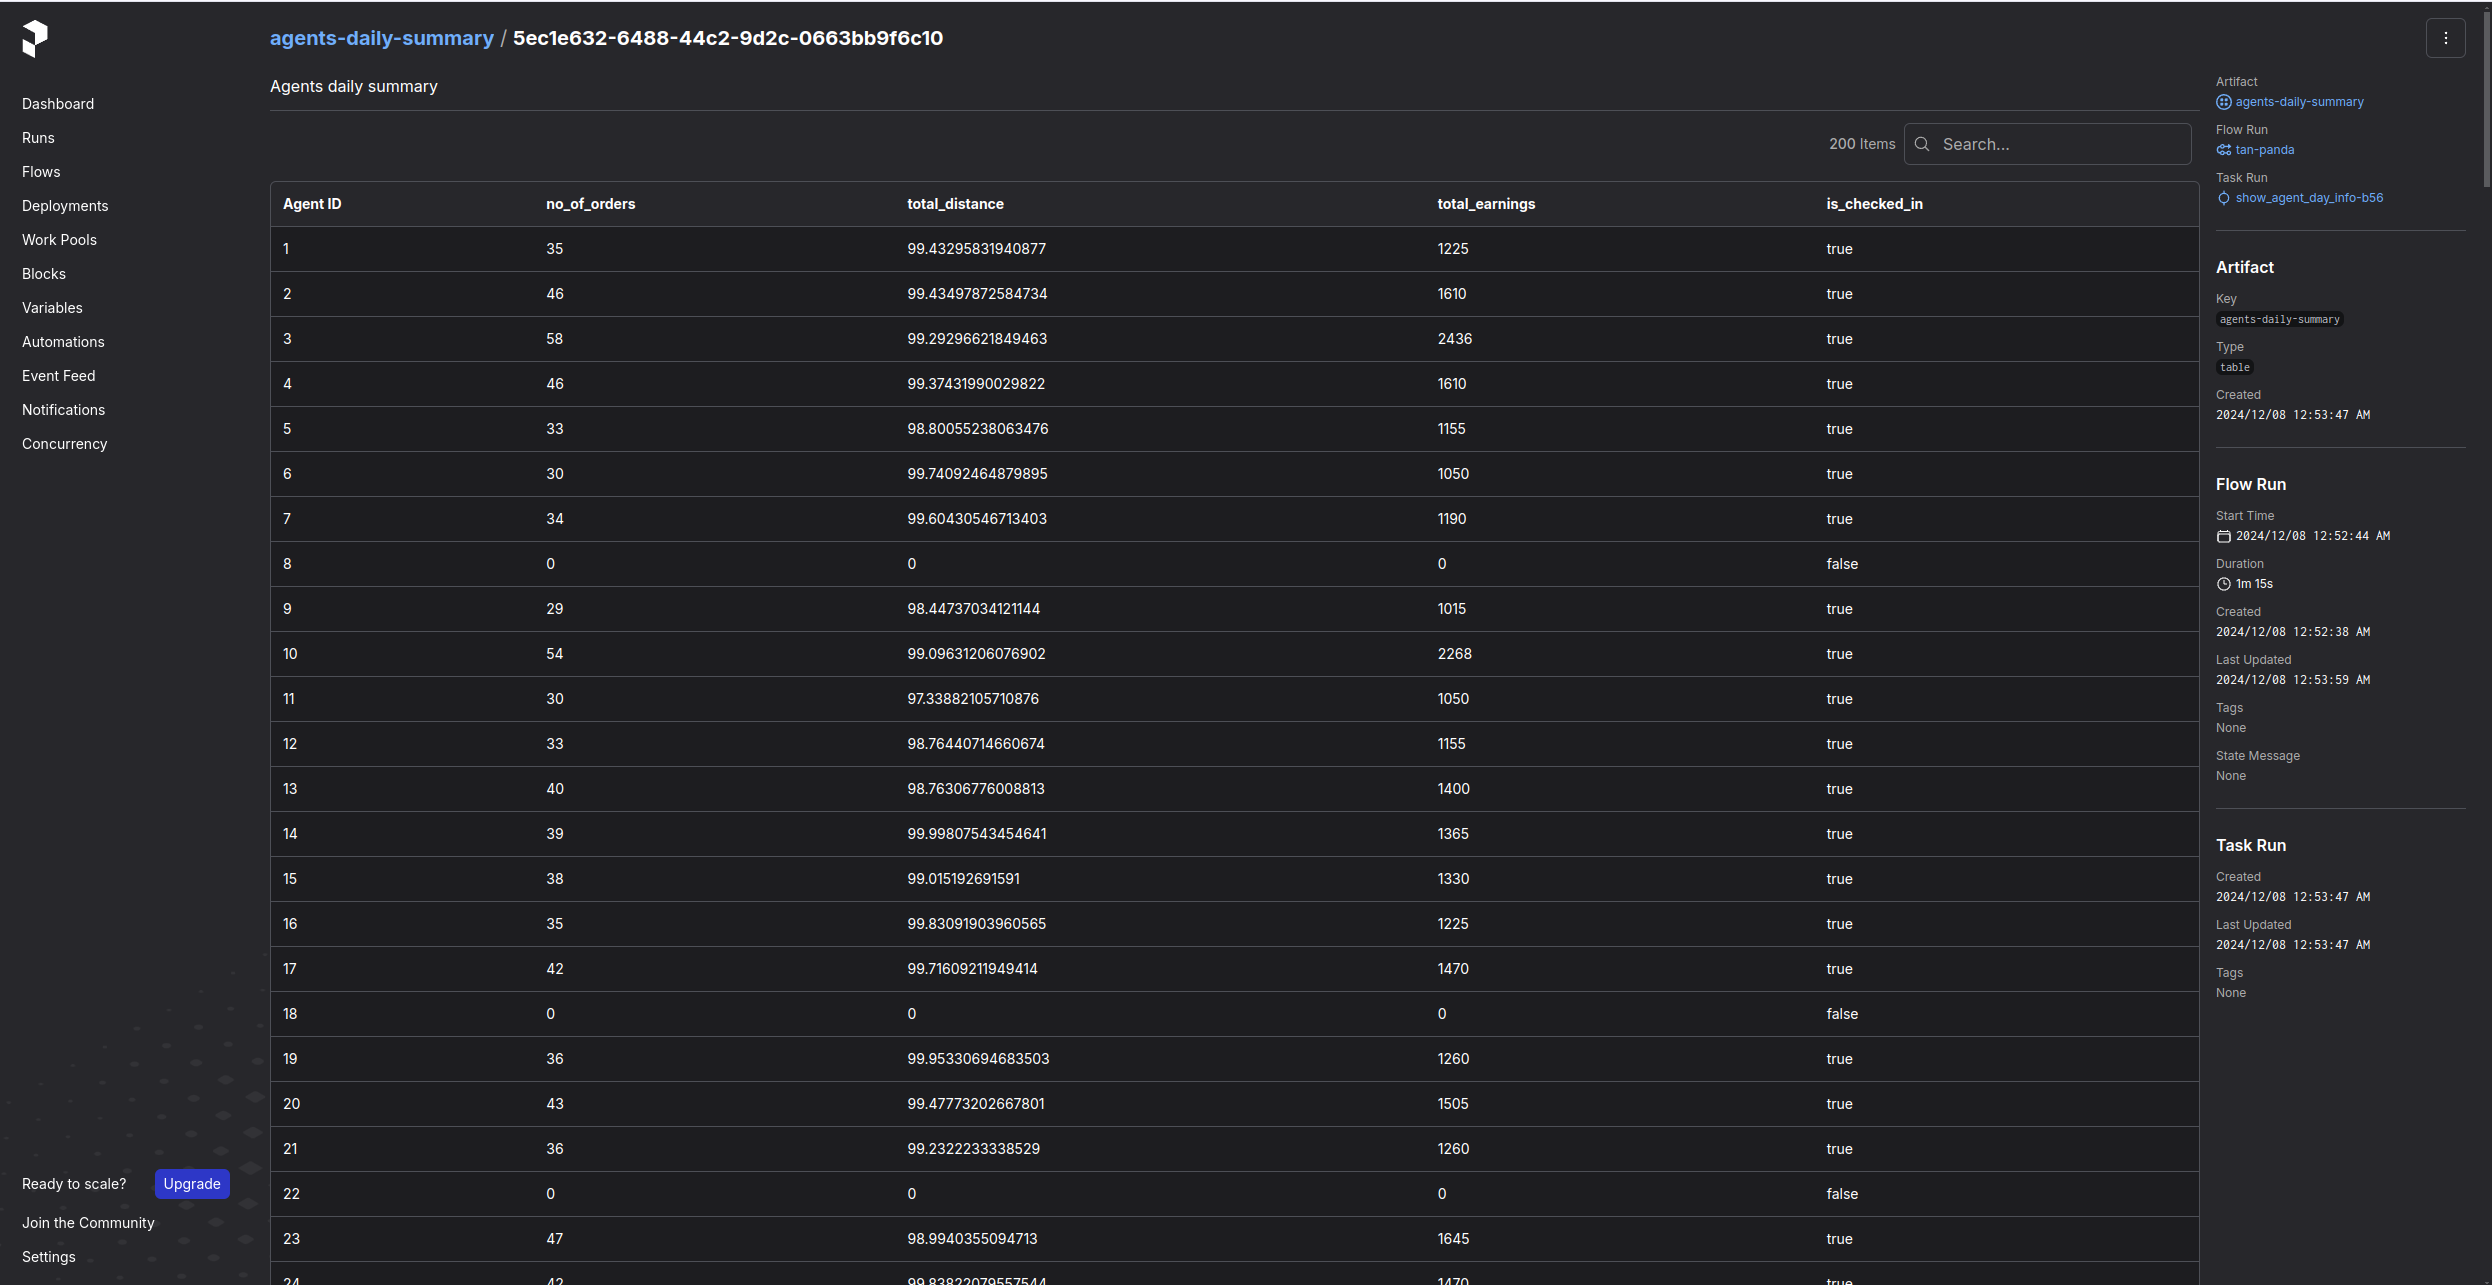 agents-daily-summary / 5ec1e632-6488-44c2-9d2c-0663bb9f6c10
Dashboard
Runs
Flows
Deployments
Work Pools
Blocks
Variables
Automations
Event Feed
Notifications
Concurrency
Ready to scale? Upgrade
Join the Community
Settings
Agents daily summary
200 Items Search...
Agent ID no_of_orders total_distance total_earnings is_checked_in
1 35 99.43295831940877 1225 true
2 46 99.43497872584734 1610 true
3 58 99.29296621849463 2436 true
4 46 99.37431990029822 1610 true
5 33 98.80055238063476 1155 true
6 30 99.74092464879895 1050 true
7 34 99.60430546713403 1190 true
8 0 0 0 false
9 29 98.44737034121144 1015 true
10 54 99.09631206076902 2268 true
11 30 97.33882105710876 1050 true
12 33 98.76440714660674 1155 true
13 40 98.76306776008813 1400 true
14 39 99.99807543454641 1365 true
15 38 99.015192691591 1330 true
16 35 99.83091903960565 1225 true
17 42 99.71609211949414 1470 true
18 0 0 0 false
19 36 99.95330694683503 1260 true
20 43 99.47773202667801 1505 true
21 36 99.2322233338529 1260 true
22 0 0 0 false
23 47 98.9940355094713 1645 true
24 42 99.83822079557544 1470 true
Artifact
agents-daily-summary
Flow Run
tan-panda
Task Run
show_agent_day_info-b56
Artifact
Key
agents-daily-summary
Type
table
Created
2024/12/08 12:53:47 AM
Flow Run
Start Time
2024/12/08 12:52:44 AM
Duration
1m 15s
Created
2024/12/08 12:52:38 AM
Last Updated
2024/12/08 12:53:59 AM
Tags
None
State Message
None
Task Run
Created
2024/12/08 12:53:47 AM
Last Updated
2024/12/08 12:53:47 AM
Tags
None